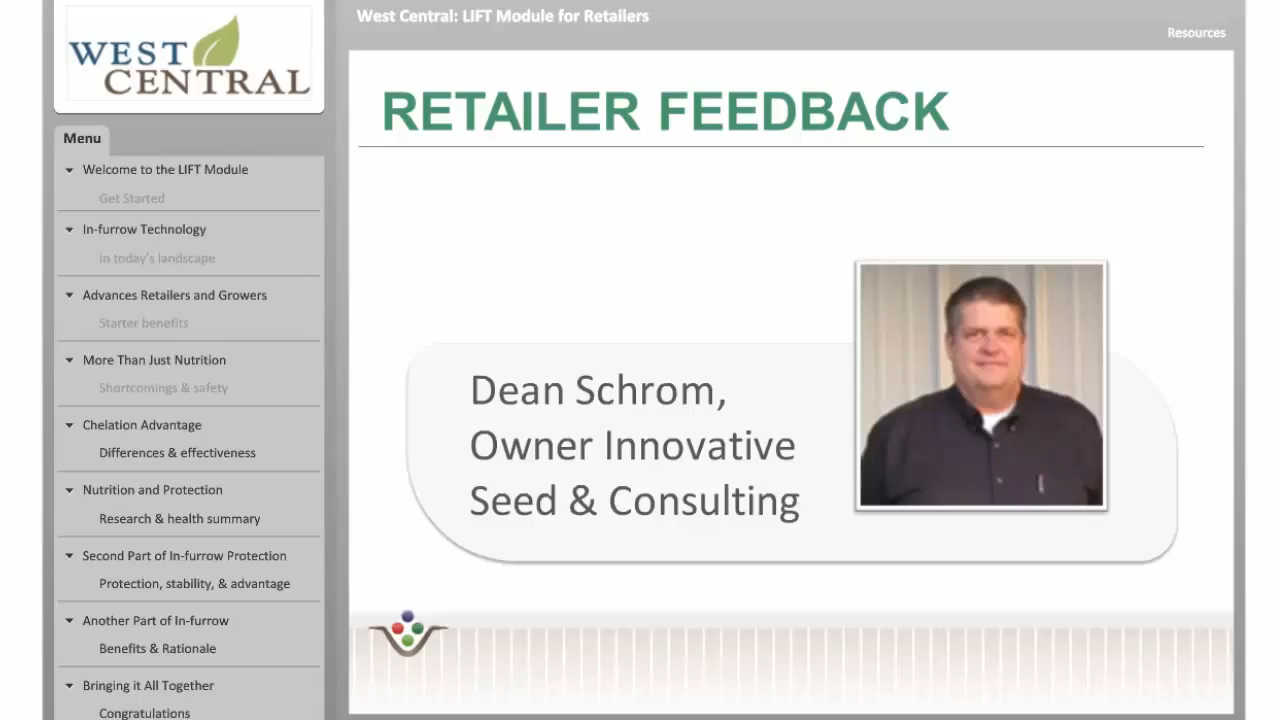 WEST
CENTRAL
West Central: LIFT Module for Retailers
Resources
Menu
Welcome to the LIFT Module
Get Started
In-furrow Technology
In today's landscape
Advances Retailers and Growers
Starter benefits
More Than Just Nutrition
Shortcomings & safety
Chelation Advantage
Differences & effectiveness
Nutrition and Protection
Research & health summary
Second Part of In-furrow Protection
Protection, stability, & advantage
Another Part of In-furrow
Benefits & Rationale
Bringing it All Together
Congratulations
RETAILER FEEDBACK
Dean Schrom,
Owner Innovative
Seed & Consulting